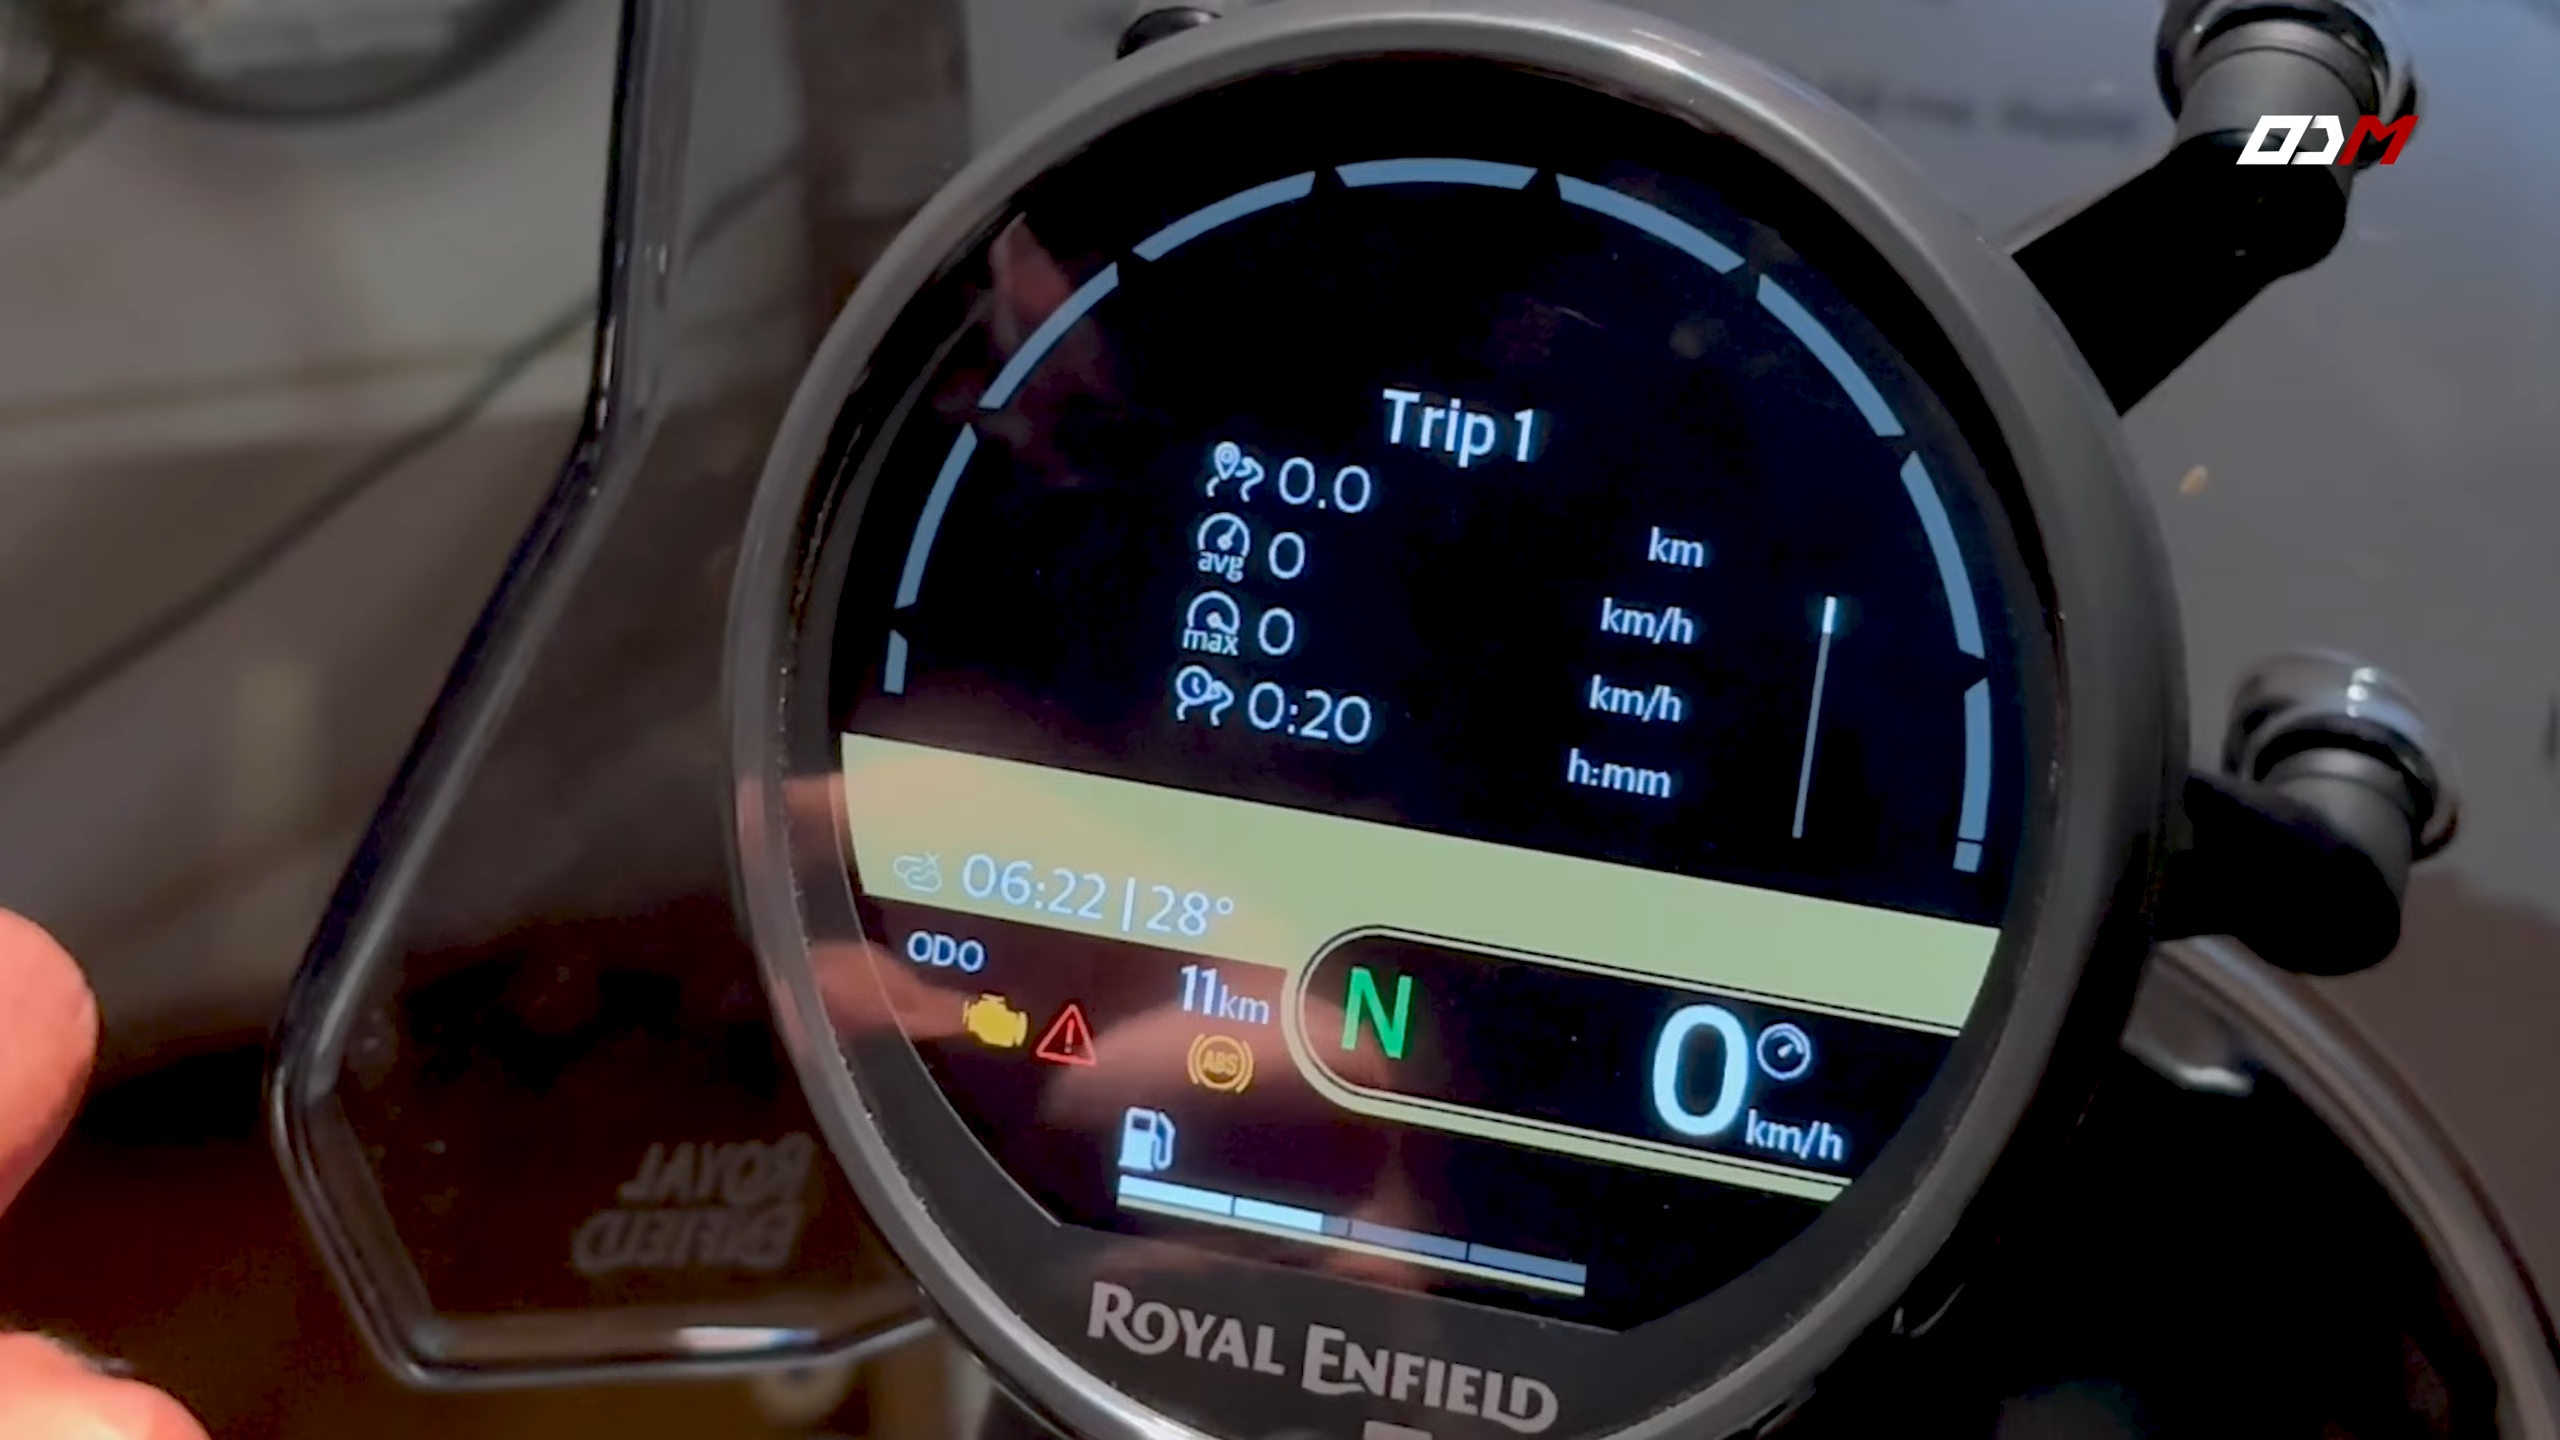 ODM
Trip 1
0.0 km
avg 0 km/h
max 0 km/h
0:20 h:mm
06:22 | 28°
ODO
11km
ABS
N
0 km/h
ROYAL ENFIELD
ROYAL
ENFIELD